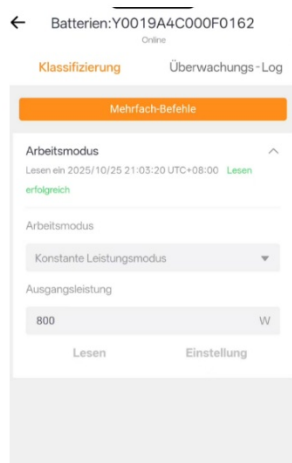 Batterien:Y0019A4C000F0162
Online
Klassifizierung Überwachungs-Log
Mehrfach-Befehle
Arbeitsmodus
Lesen ein 2025/10/25 21:03:20 UTC+08:00 Lesen
erfolgreich
Arbeitsmodus
Konstante Leistungsmodus
Ausgangsleistung
800 W
Lesen Einstellung